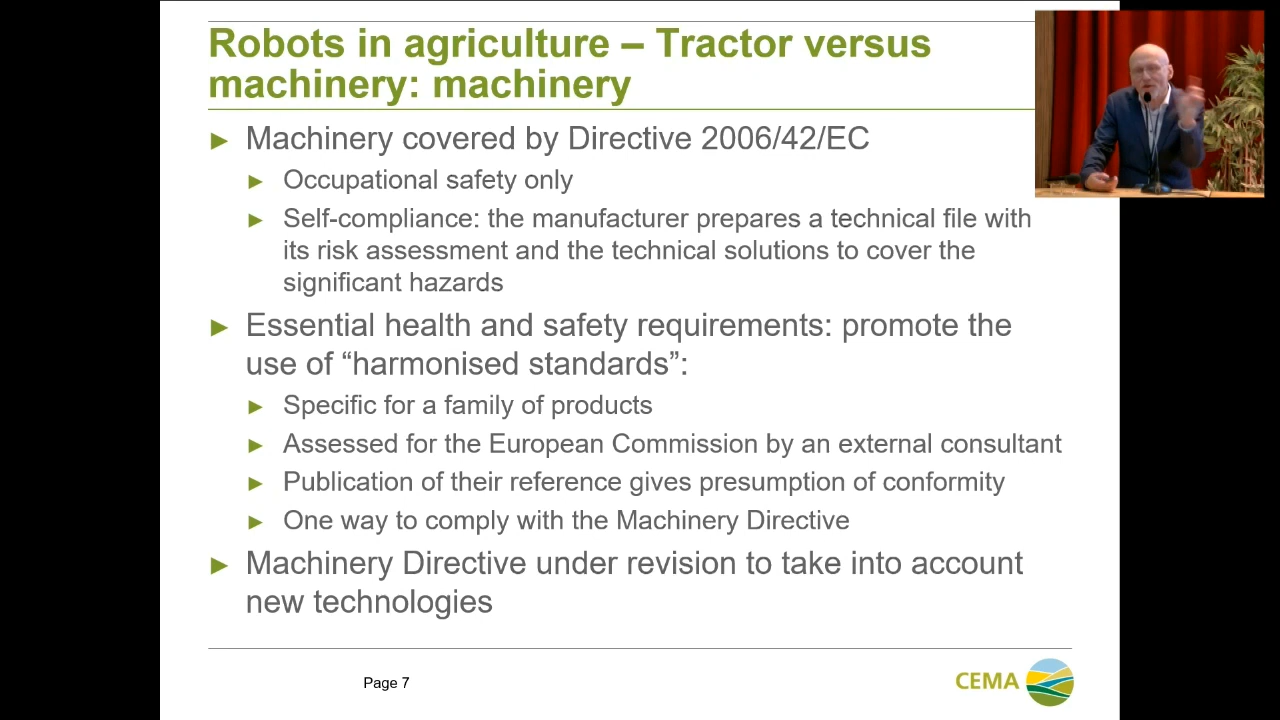 Robots in agriculture – Tractor versus
machinery: machinery
► Machinery covered by Directive 2006/42/EC
► Occupational safety only
► Self-compliance: the manufacturer prepares a technical file with
its risk assessment and the technical solutions to cover the
significant hazards
► Essential health and safety requirements: promote the
use of “harmonised standards”:
► Specific for a family of products
► Assessed for the European Commission by an external consultant
► Publication of their reference gives presumption of conformity
► One way to comply with the Machinery Directive
► Machinery Directive under revision to take into account
new technologies
Page 7
CEMA